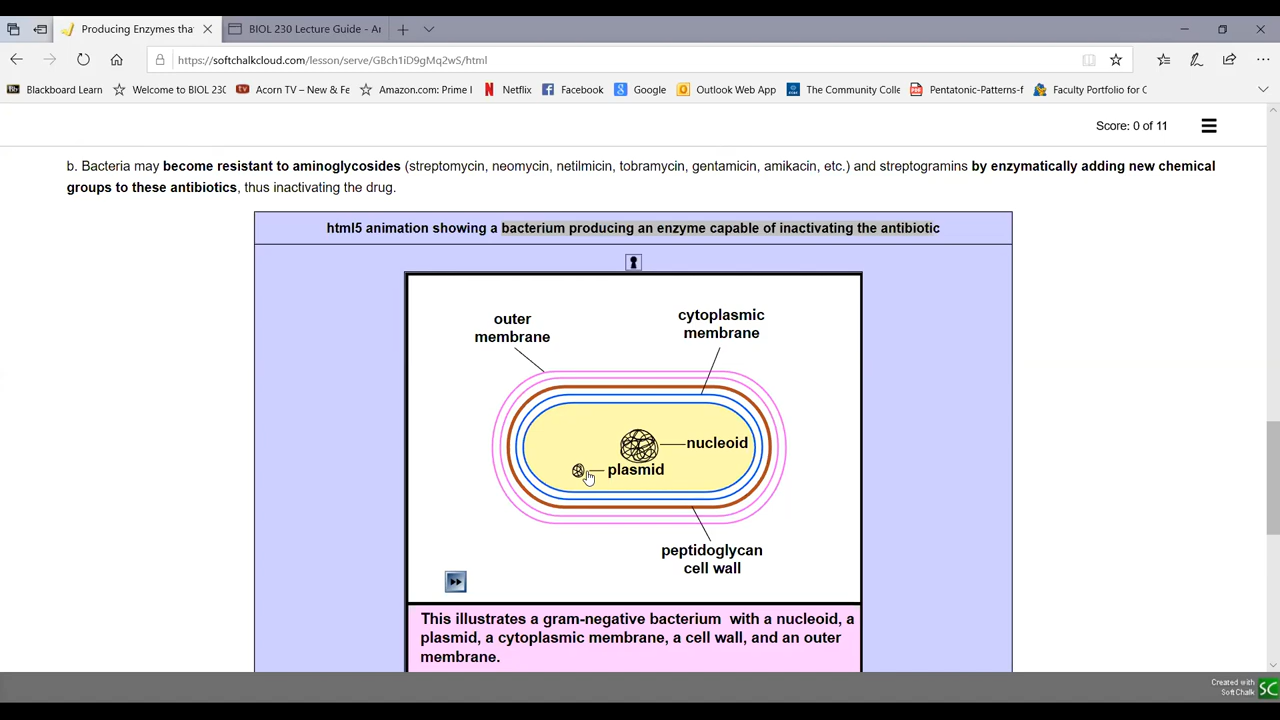 Producing Enzymes tha
BIOL 230 Lecture Guide - Ar
https://softchalkcloud.com/lesson/serve/GBch1iD9gMq2wS/html
Blackboard Learn
Welcome to BIOL 230
Acorn TV – New & Fe
Amazon.com: Prime I
Netflix
Facebook
Google
Outlook Web App
The Community Colle
Pentatonic-Patterns-f
Faculty Portfolio for C
Score: 0 of 11
b. Bacteria may become resistant to aminoglycosides (streptomycin, neomycin, netilmicin, tobramycin, gentamicin, amikacin, etc.) and streptogramins by enzymatically adding new chemical
groups to these antibiotics, thus inactivating the drug.
html5 animation showing a bacterium producing an enzyme capable of inactivating the antibiotic
outer
membrane
cytoplasmic
membrane
nucleoid
plasmid
peptidoglycan
cell wall
This illustrates a gram-negative bacterium with a nucleoid, a
plasmid, a cytoplasmic membrane, a cell wall, and an outer
membrane.
Created with
SoftChalk
SC